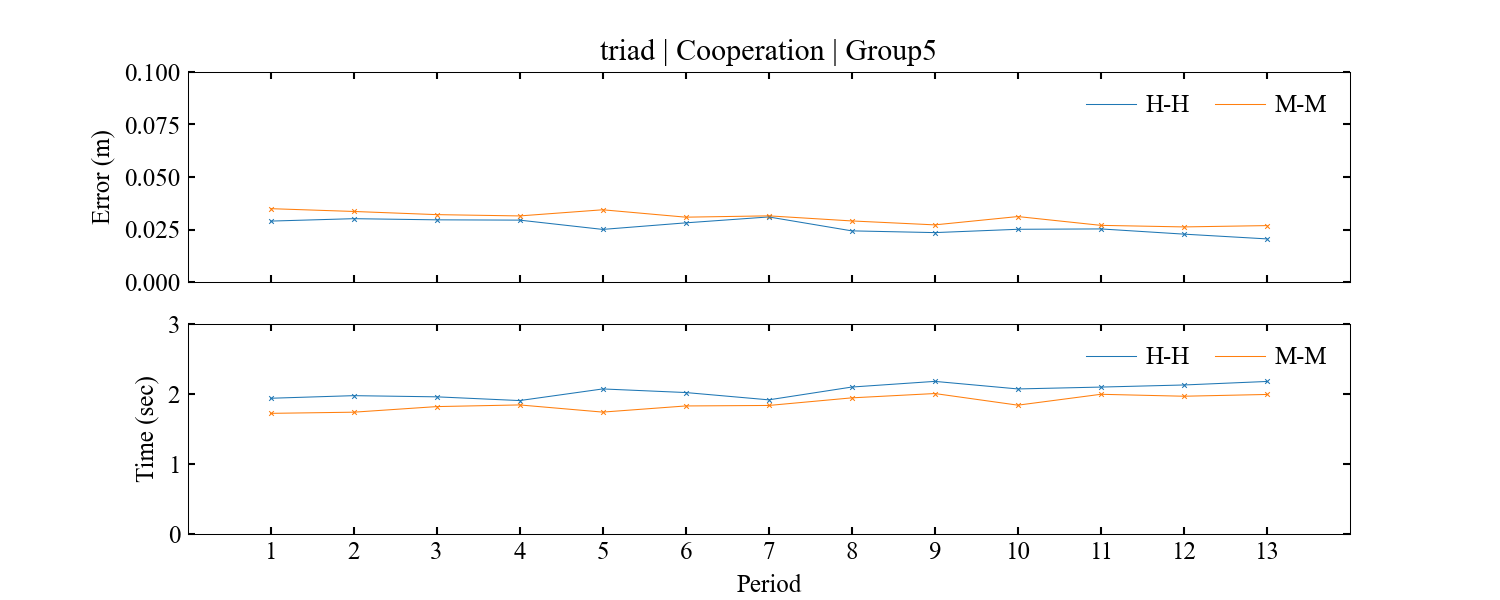 triad | Cooperation | Group5
0.100
0.075
0.050
0.025
0.000
Error (m)
H-H M-M
3
2
1
0
Time (sec)
H-H M-M
1 2 3 4 5 6 7 8 9 10 11 12 13
Period